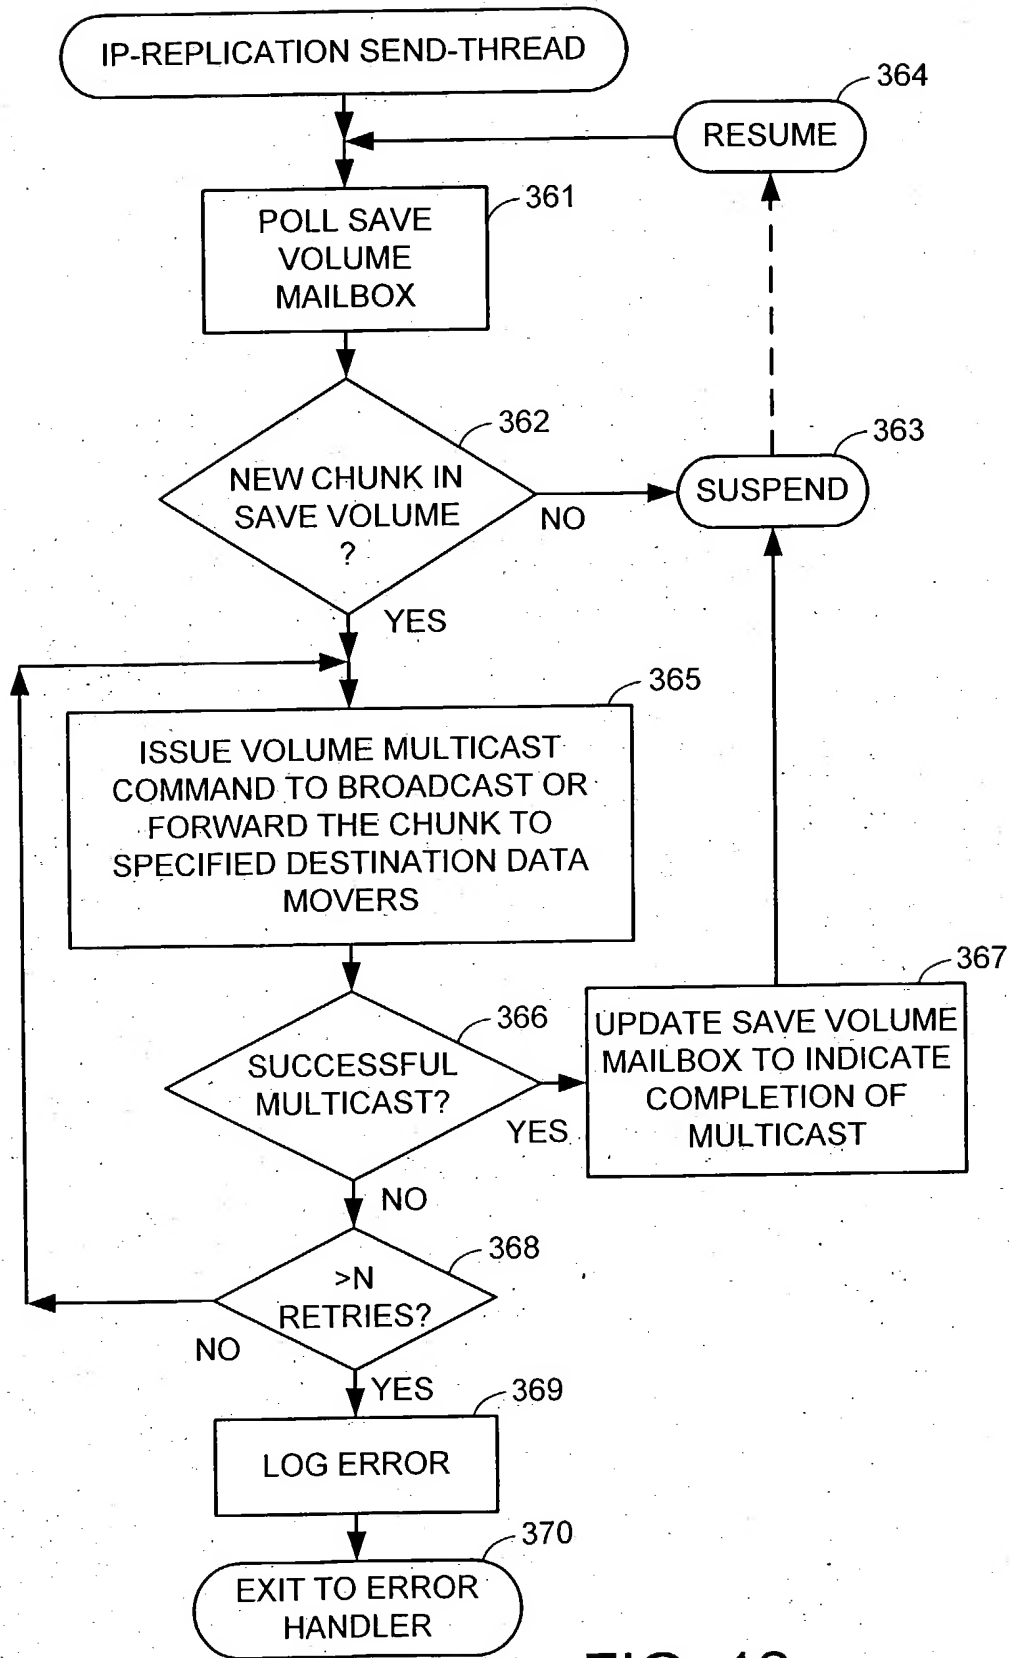 IP-REPLICATION SEND-THREAD
364
RESUME
361
POLL SAVE
VOLUME
MAILBOX
362
NEW CHUNK IN
SAVE VOLUME
?
NO
363
SUSPEND
YES
365
ISSUE VOLUME MULTICAST
COMMAND TO BROADCAST OR
FORWARD THE CHUNK TO
SPECIFIED DESTINATION DATA
MOVERS
366
SUCCESSFUL
MULTICAST?
YES
367
UPDATE SAVE VOLUME
MAILBOX TO INDICATE
COMPLETION OF
MULTICAST
NO
368
>N
RETRIES?
NO
YES
369
LOG ERROR
370
EXIT TO ERROR
HANDLER